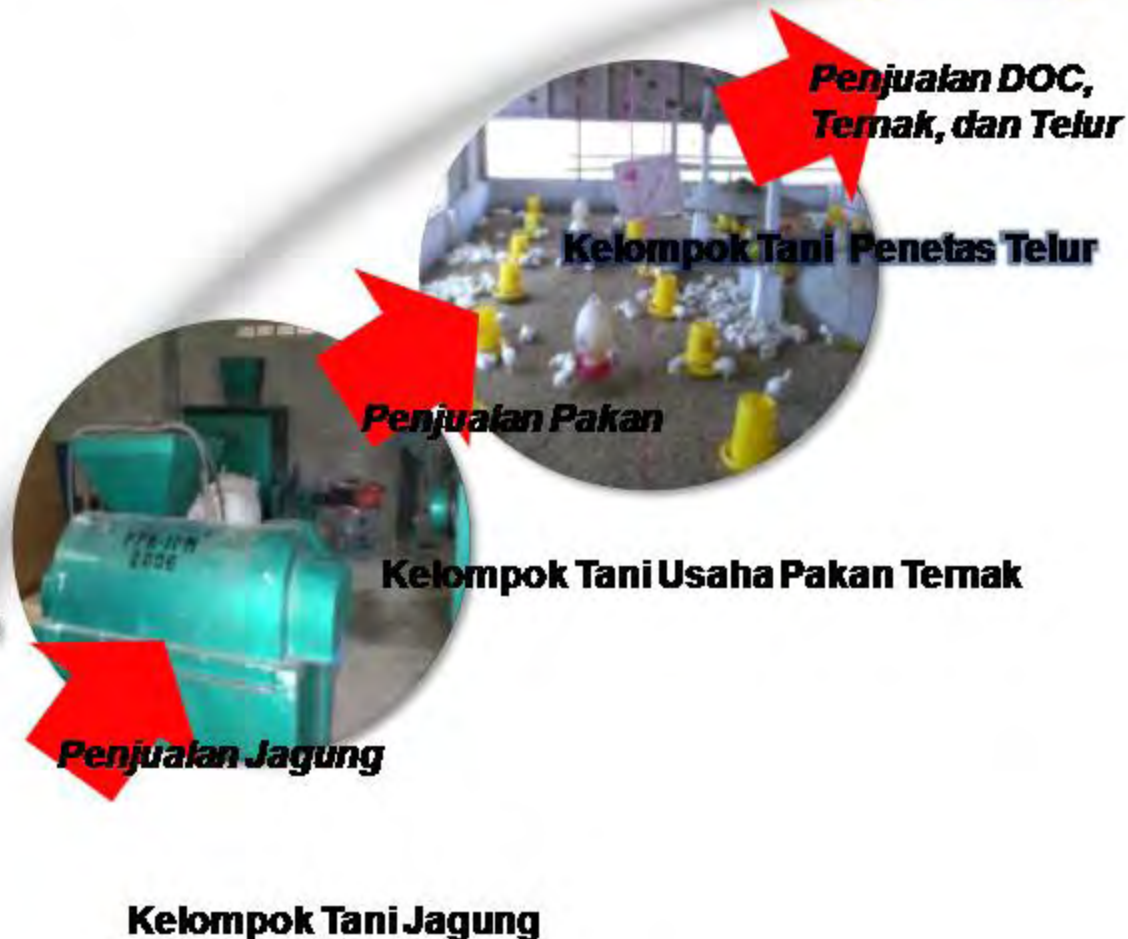 Penjualan DOC,
Ternak, dan Telur
Kelompok Tani Penetas Telur
Penjualan Pakan
Kelompok Tani Usaha Pakan Ternak
2006
Penjualan Jagung
Kelompok Tani Jagung